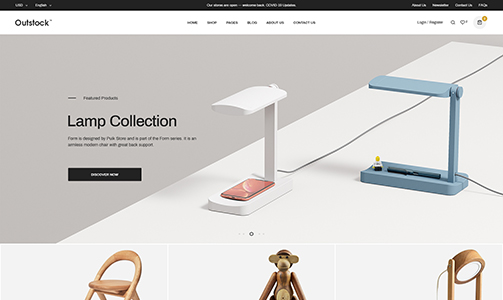 USD English Our stores are open — welcome back. COVID-19 Updates. About Us Newsletter Contact Us FAQs
Outstock HOME SHOP PAGES BLOG ABOUT US CONTACT US Login / Register
Featured Products
Lamp Collection
Form is designed by Puik Store and is part of the Form series. It is an
armless modern chair with great back support.
DISCOVER NOW